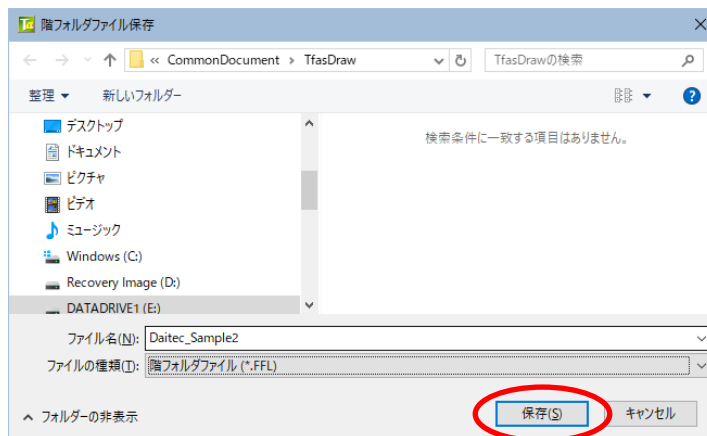 階フォルダファイル保存
« CommonDocument › TfasDraw
TfasDrawの検索
整理 新しいフォルダー
デスクトップ
検索条件に一致する項目はありません。
ドキュメント
ピクチャ
ビデオ
ミュージック
Windows (C:)
Recovery Image (D:)
DATADRIVE1 (E:)
ファイル名(N): Daitec_Sample2
ファイルの種類(T): 階フォルダファイル (*.FFL)
フォルダーの非表示
保存(S) キャンセル